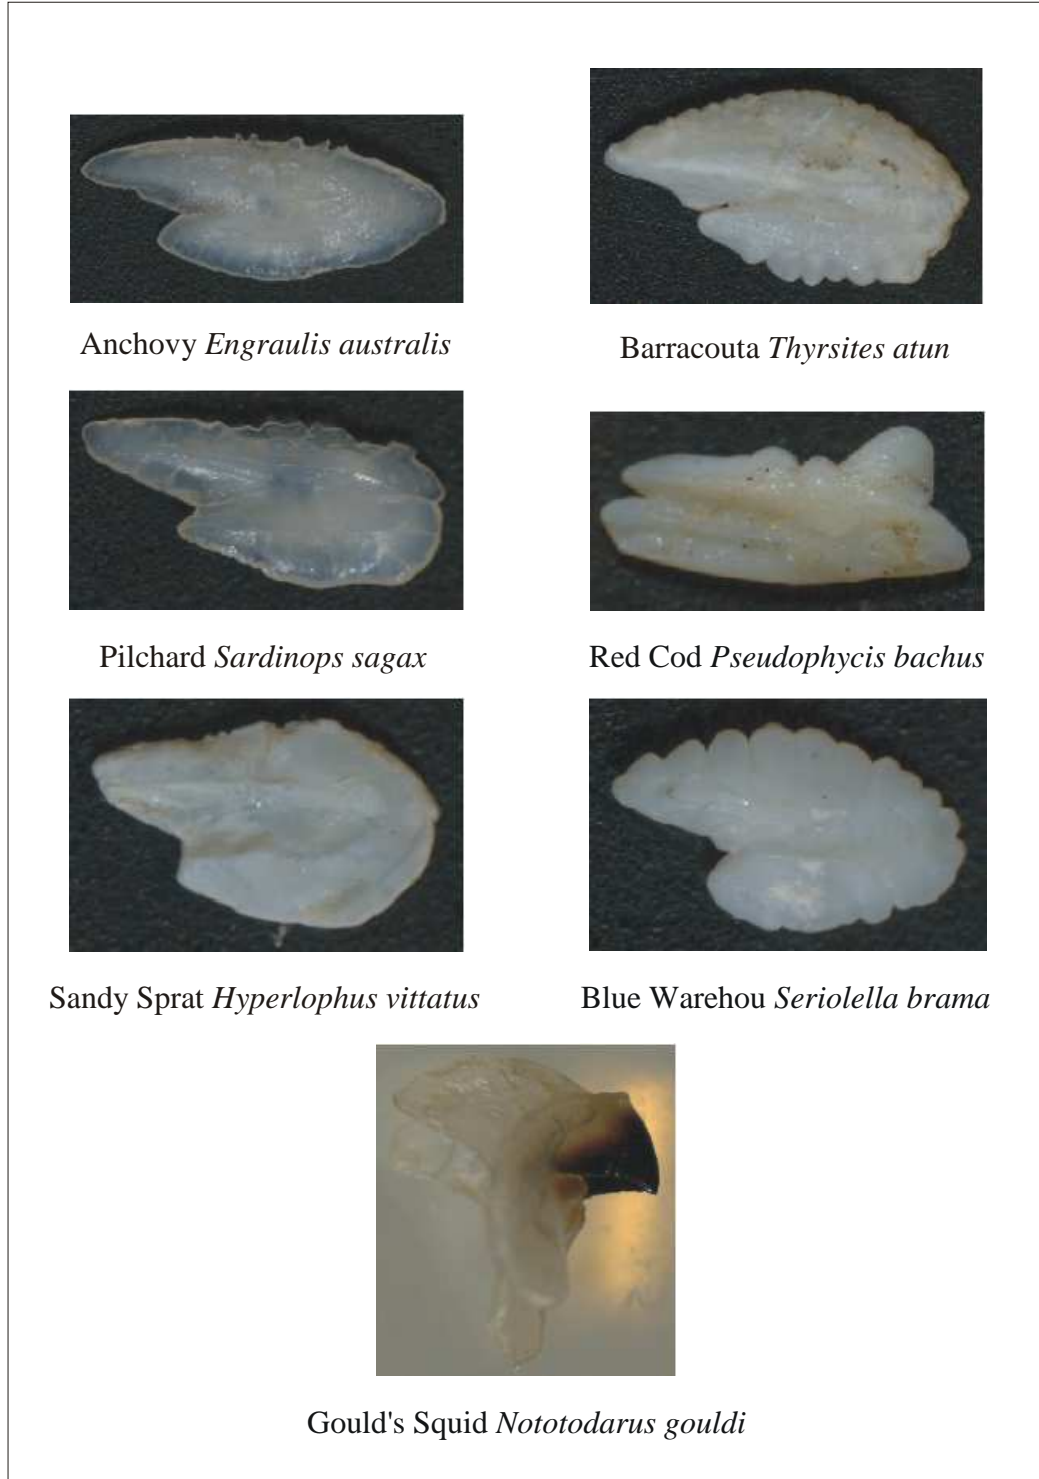 Anchovy Engraulis australis
Barracouta Thyrsites atun
Pilchard Sardinops sagax
Red Cod Pseudophycis bachus
Sandy Sprat Hyperlophus vittatus
Blue Warehou Seriolella brama
Gould's Squid Nototodarus gouldi